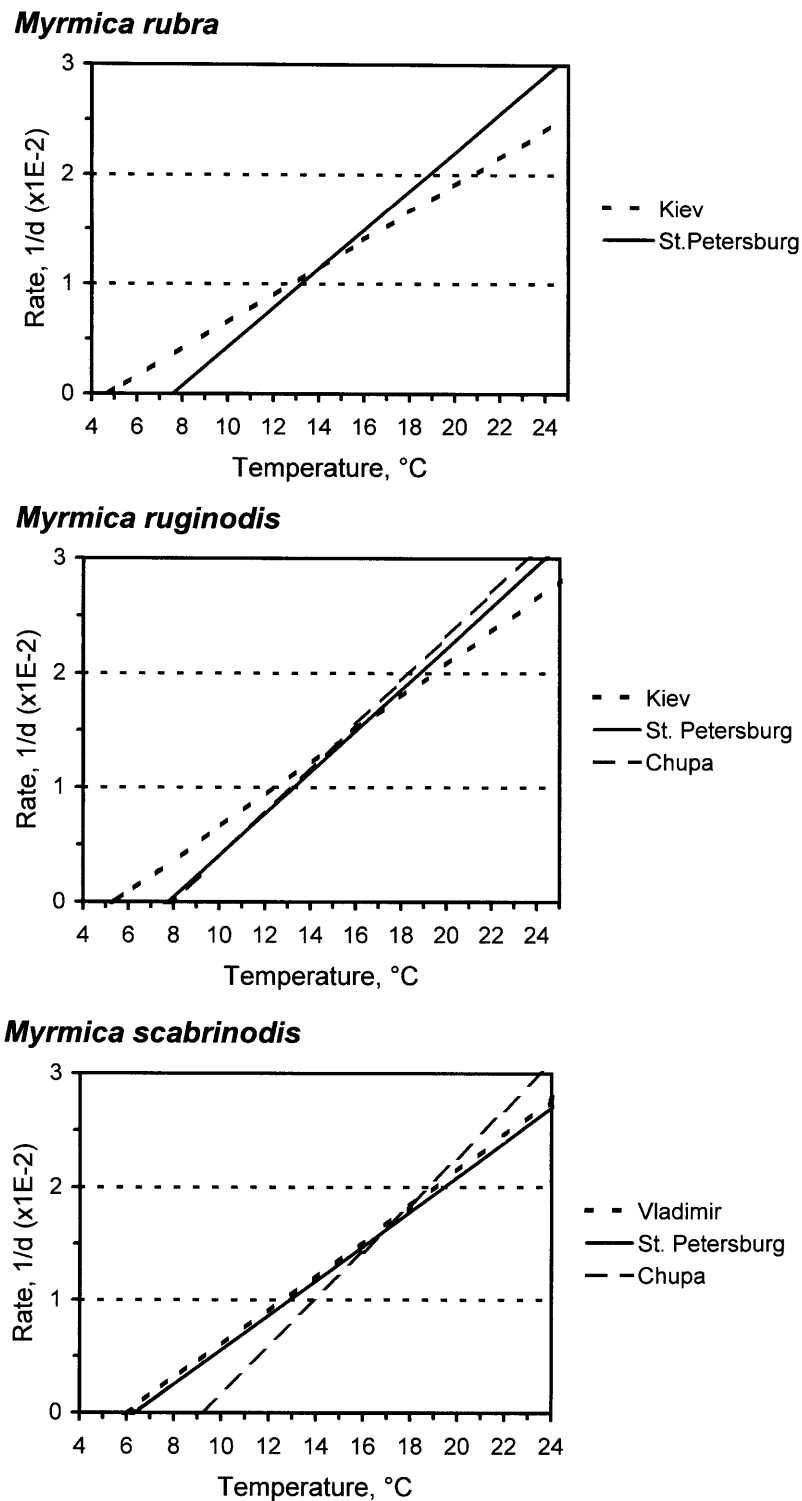 Myrmica rubra
3
2
1
0
Rate, 1/d (x1E-2)
4 6 8 10 12 14 16 18 20 22 24
Temperature, °C
Kiev
St.Petersburg
Myrmica ruginodis
3
2
1
0
Rate, 1/d (x1E-2)
4 6 8 10 12 14 16 18 20 22 24
Temperature, °C
Kiev
St. Petersburg
Chupa
Myrmica scabrinodis
3
2
1
0
Rate, 1/d (x1E-2)
4 6 8 10 12 14 16 18 20 22 24
Temperature, °C
Vladimir
St. Petersburg
Chupa